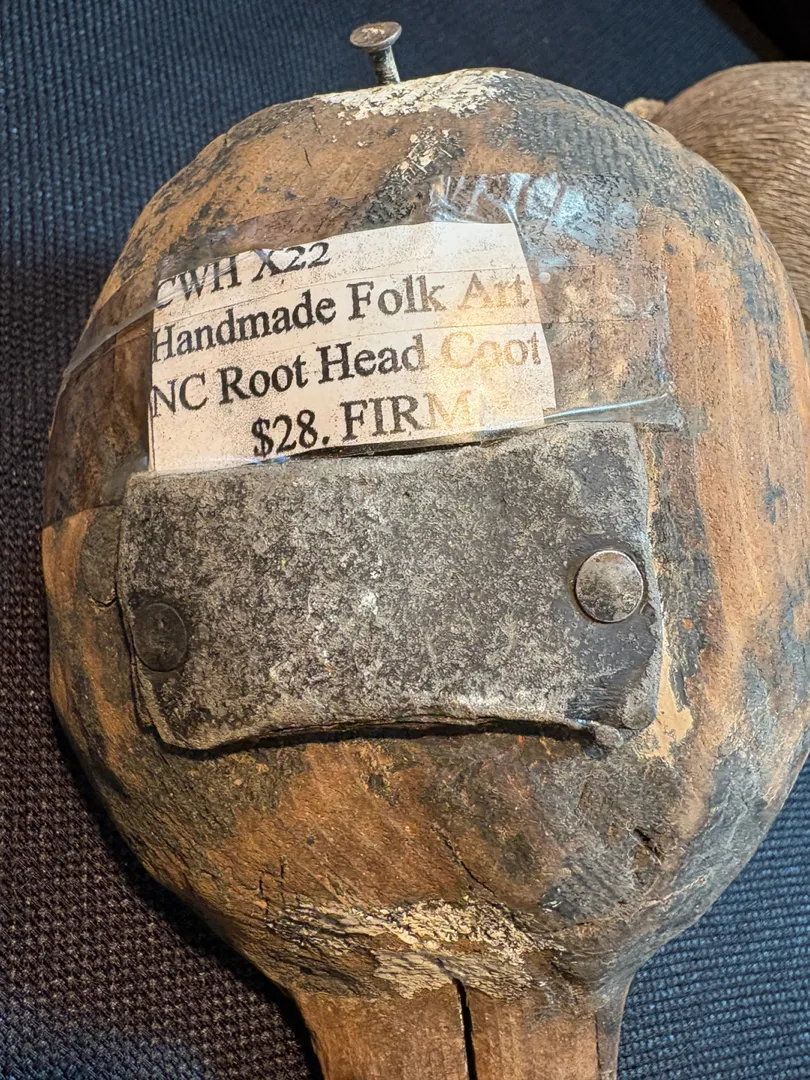 CWH X22
Handmade Folk Art
NC Root Head Coot
$28. FIRM